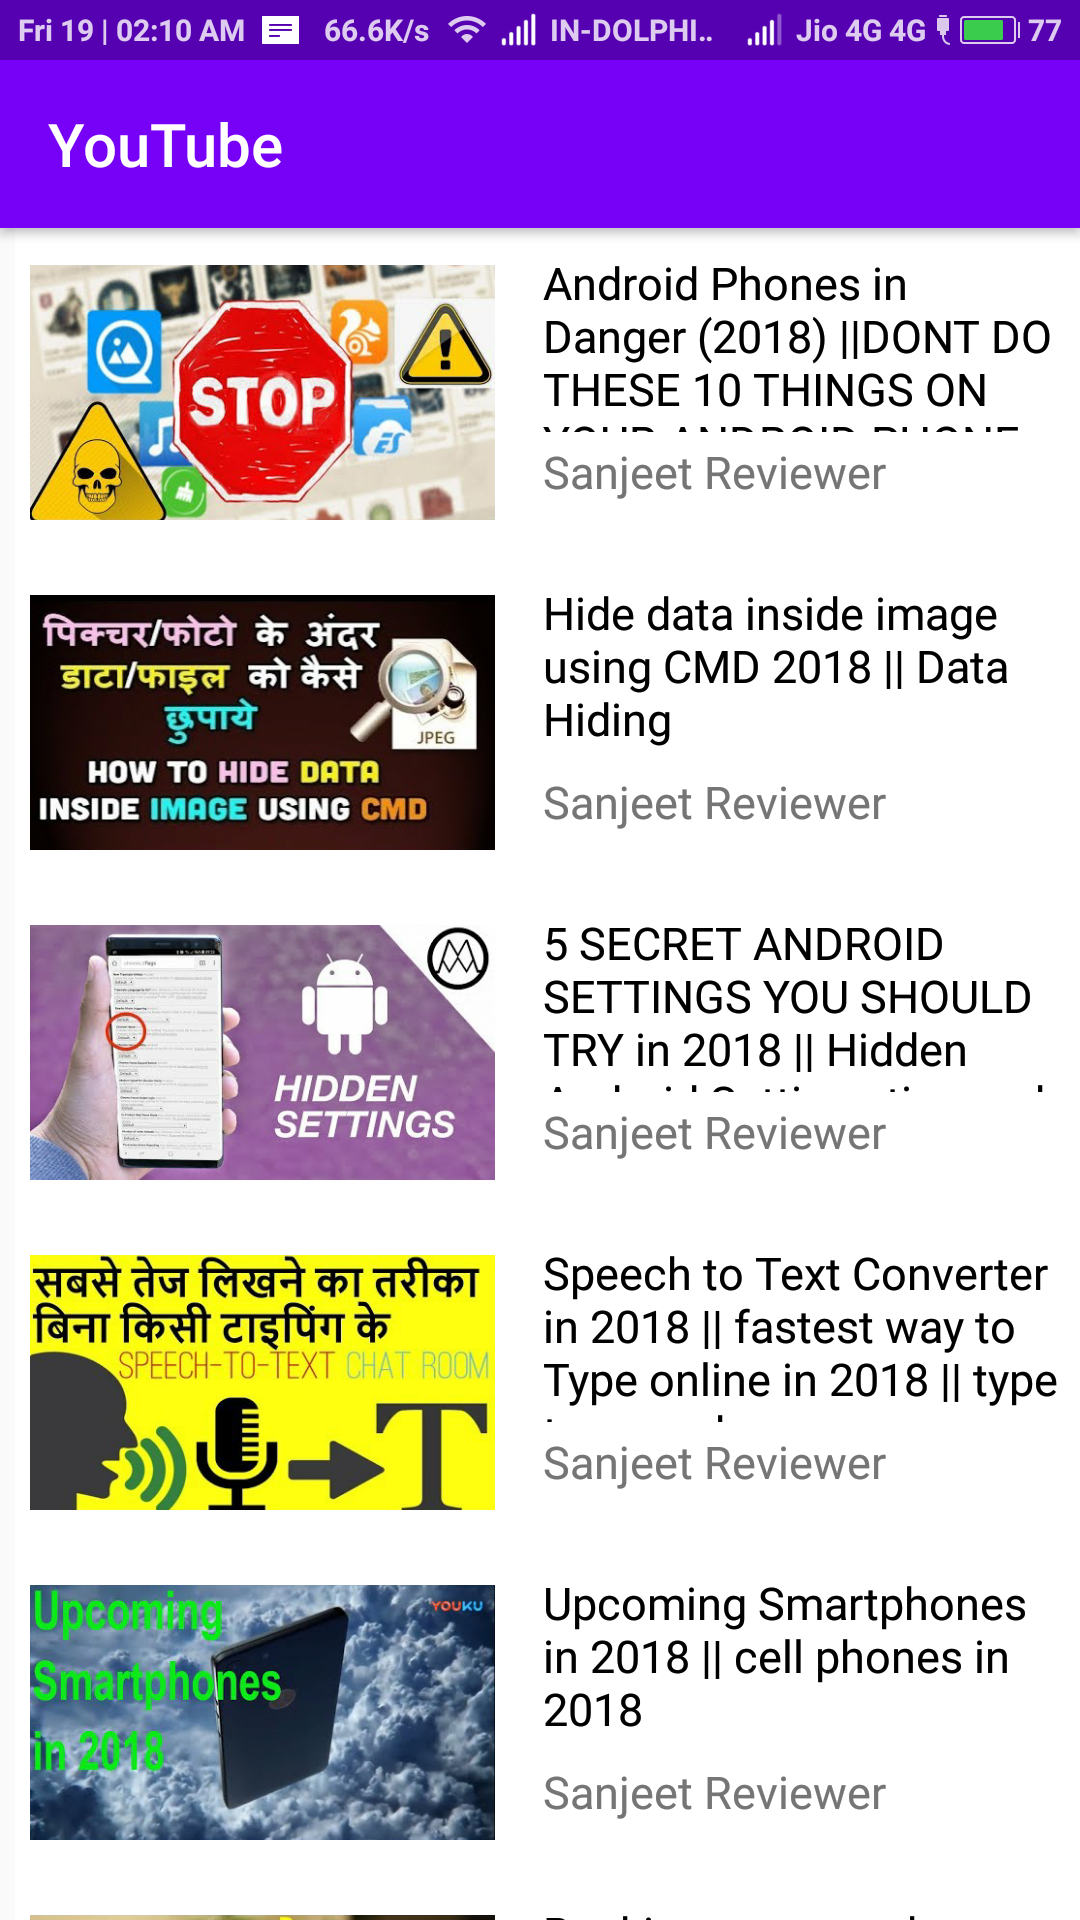 Fri 19 | 02:10 AM 66.6K/s IN-DOLPHI.. Jio 4G 4G 77
YouTube
STOP
Android Phones in
Danger (2018) ||DONT DO
THESE 10 THINGS ON
YOUR ANDROID PHONE
Sanjeet Reviewer
पिक्चर/फोटो के अंदर
डाटा/फाइल को कैसे
छुपाये
JPEG
HOW TO HIDE DATA
INSIDE IMAGE USING CMD
Hide data inside image
using CMD 2018 || Data
Hiding
Sanjeet Reviewer
HIDDEN
SETTINGS
5 SECRET ANDROID
SETTINGS YOU SHOULD
TRY in 2018 || Hidden
Sanjeet Reviewer
सबसे तेज लिखने का तरीका
बिना किसी टाइपिंग के
SPEECH-TO-TEXT CHAT ROOM
T
Speech to Text Converter
in 2018 || fastest way to
Type online in 2018 || type
Sanjeet Reviewer
Upcoming
Smartphones
in 2018
YOUKU
Upcoming Smartphones
in 2018 || cell phones in
2018
Sanjeet Reviewer